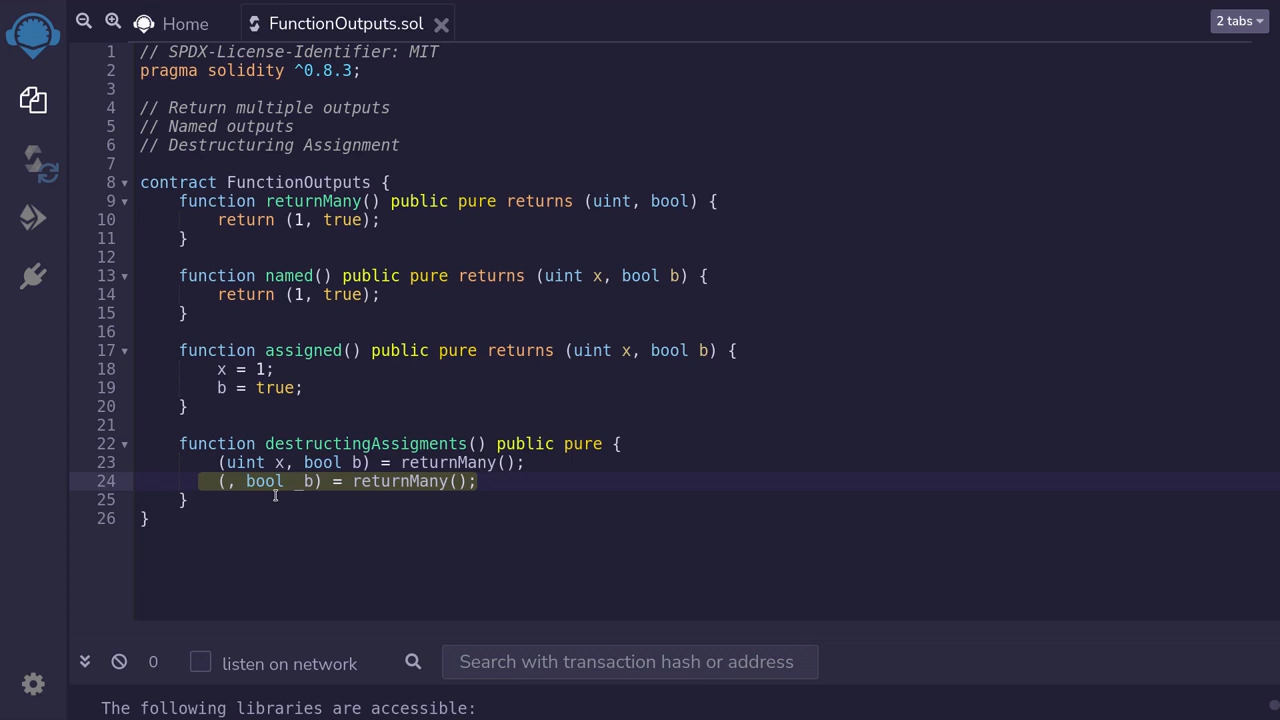 Home
FunctionOutputs.sol
2 tabs
1 // SPDX-License-Identifier: MIT
2 pragma solidity ^0.8.3;
3
4 // Return multiple outputs
5 // Named outputs
6 // Destructuring Assignment
7
8 contract FunctionOutputs {
9     function returnMany() public pure returns (uint, bool) {
10         return (1, true);
11     }
12
13     function named() public pure returns (uint x, bool b) {
14         return (1, true);
15     }
16
17     function assigned() public pure returns (uint x, bool b) {
18         x = 1;
19         b = true;
20     }
21
22     function destructingAssigments() public pure {
23         (uint x, bool b) = returnMany();
24         (, bool _b) = returnMany();
25     }
26 }
0
listen on network
Search with transaction hash or address
The following libraries are accessible: